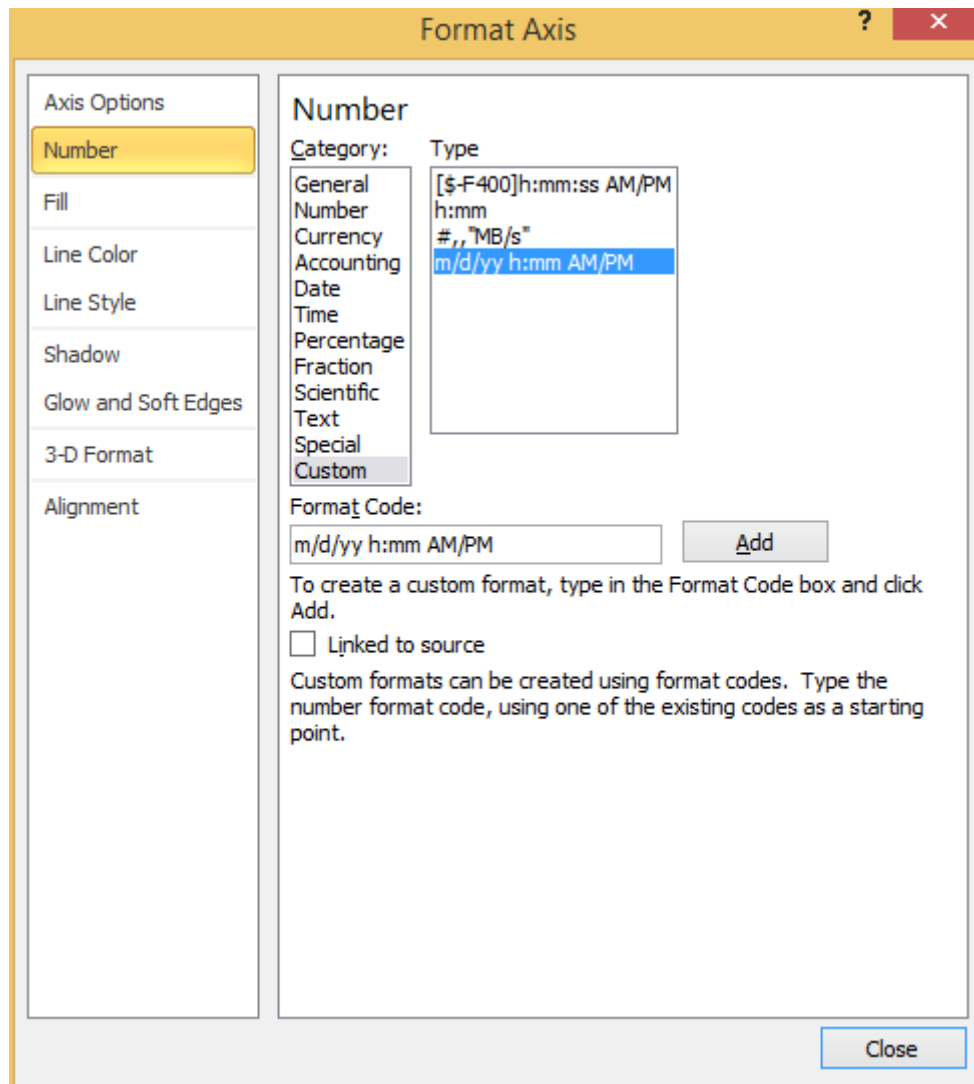 Format Axis
?
Axis Options
Number
Fill
Line Color
Line Style
Shadow
Glow and Soft Edges
3-D Format
Alignment
Number
Category:
General
Number
Currency
Accounting
Date
Time
Percentage
Fraction
Scientific
Text
Special
Custom
Type
[$-F400]h:mm:ss AM/PM
h:mm
#,,"MB/s"
m/d/yy h:mm AM/PM
Format Code:
m/d/yy h:mm AM/PM
Add
To create a custom format, type in the Format Code box and click
Add.
Linked to source
Custom formats can be created using format codes.  Type the
number format code, using one of the existing codes as a starting
point.
Close